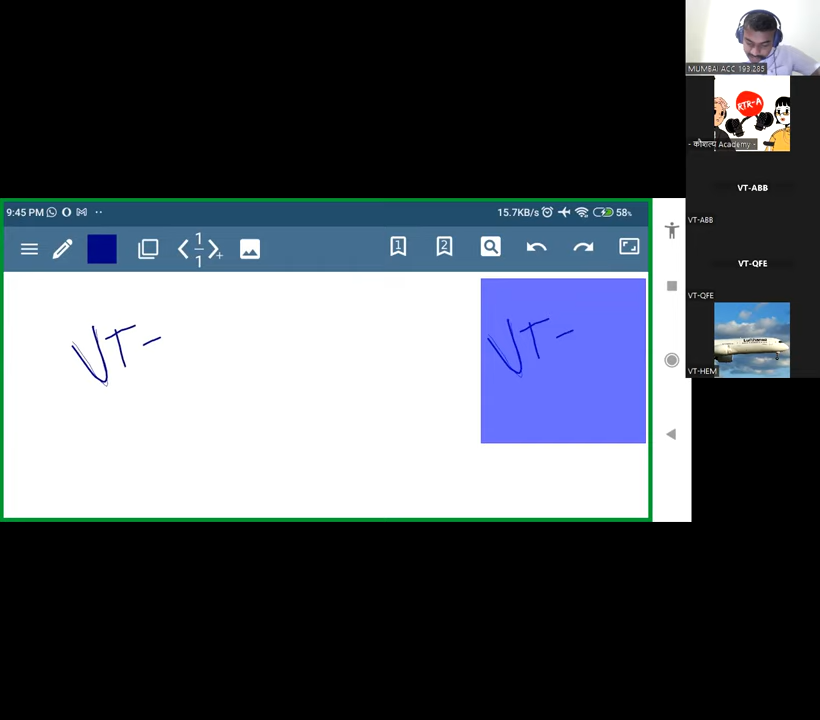 MUMBAI ACC 193.285
RTR-A
- कौशल्य Academy -
VT-ABB
VT-ABB
VT-QFE
VT-QFE
Lufthansa
VT-HEM
9:45 PM
15.7KB/s 58%
1
1
1
2
VT -
VT -